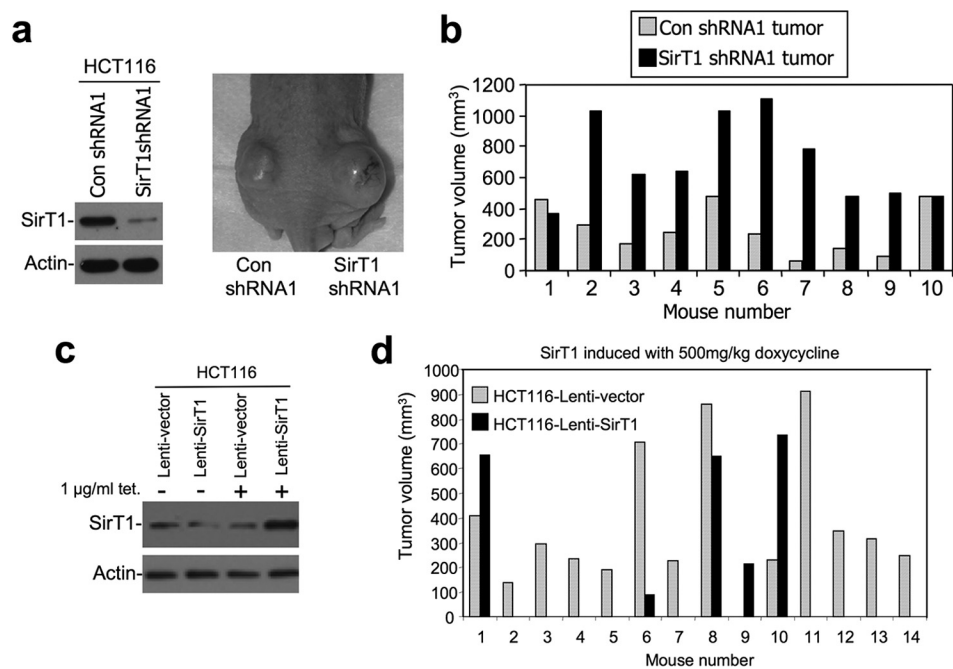 a
HCT116
Con shRNA1
SirT1shRNA1
SirT1-
Actin-
Con
shRNA1
SirT1
shRNA1
b
Con shRNA1 tumor
SirT1 shRNA1 tumor
Tumor volume (mm³)
1200
1000
800
600
400
200
0
1 2 3 4 5 6 7 8 9 10
Mouse number
c
HCT116
Lenti-vector
Lenti-SirT1
Lenti-vector
Lenti-SirT1
1 µg/ml tet. - - + +
SirT1-
Actin-
d
SirT1 induced with 500mg/kg doxycycline
HCT116-Lenti-vector
HCT116-Lenti-SirT1
Tumor volume (mm³)
1000
900
800
700
600
500
400
300
200
100
0
1 2 3 4 5 6 7 8 9 10 11 12 13 14
Mouse number